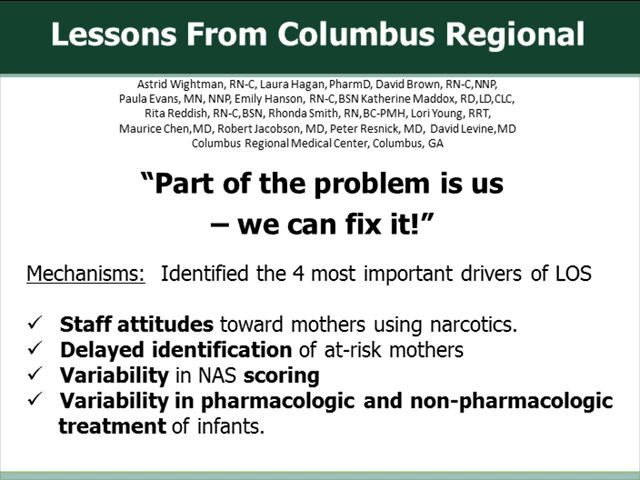 Lessons From Columbus Regional
Astrid Wightman, RN-C, Laura Hagan,PharmD, David Brown, RN-C,NNP,
Paula Evans, MN, NNP, Emily Hanson, RN-C,BSN Katherine Maddox, RD,LD,CLC,
Rita Reddish, RN-C,BSN, Rhonda Smith, RN,BC-PMH, Lori Young, RRT,
Maurice Chen,MD, Robert Jacobson, MD, Peter Resnick, MD,  David Levine,MD
Columbus Regional Medical Center, Columbus, GA
“Part of the problem is us
– we can fix it!”
Mechanisms:  Identified the 4 most important drivers of LOS
✓ Staff attitudes toward mothers using narcotics.
✓ Delayed identification of at-risk mothers
✓ Variability in NAS scoring
✓ Variability in pharmacologic and non-pharmacologic
treatment of infants.